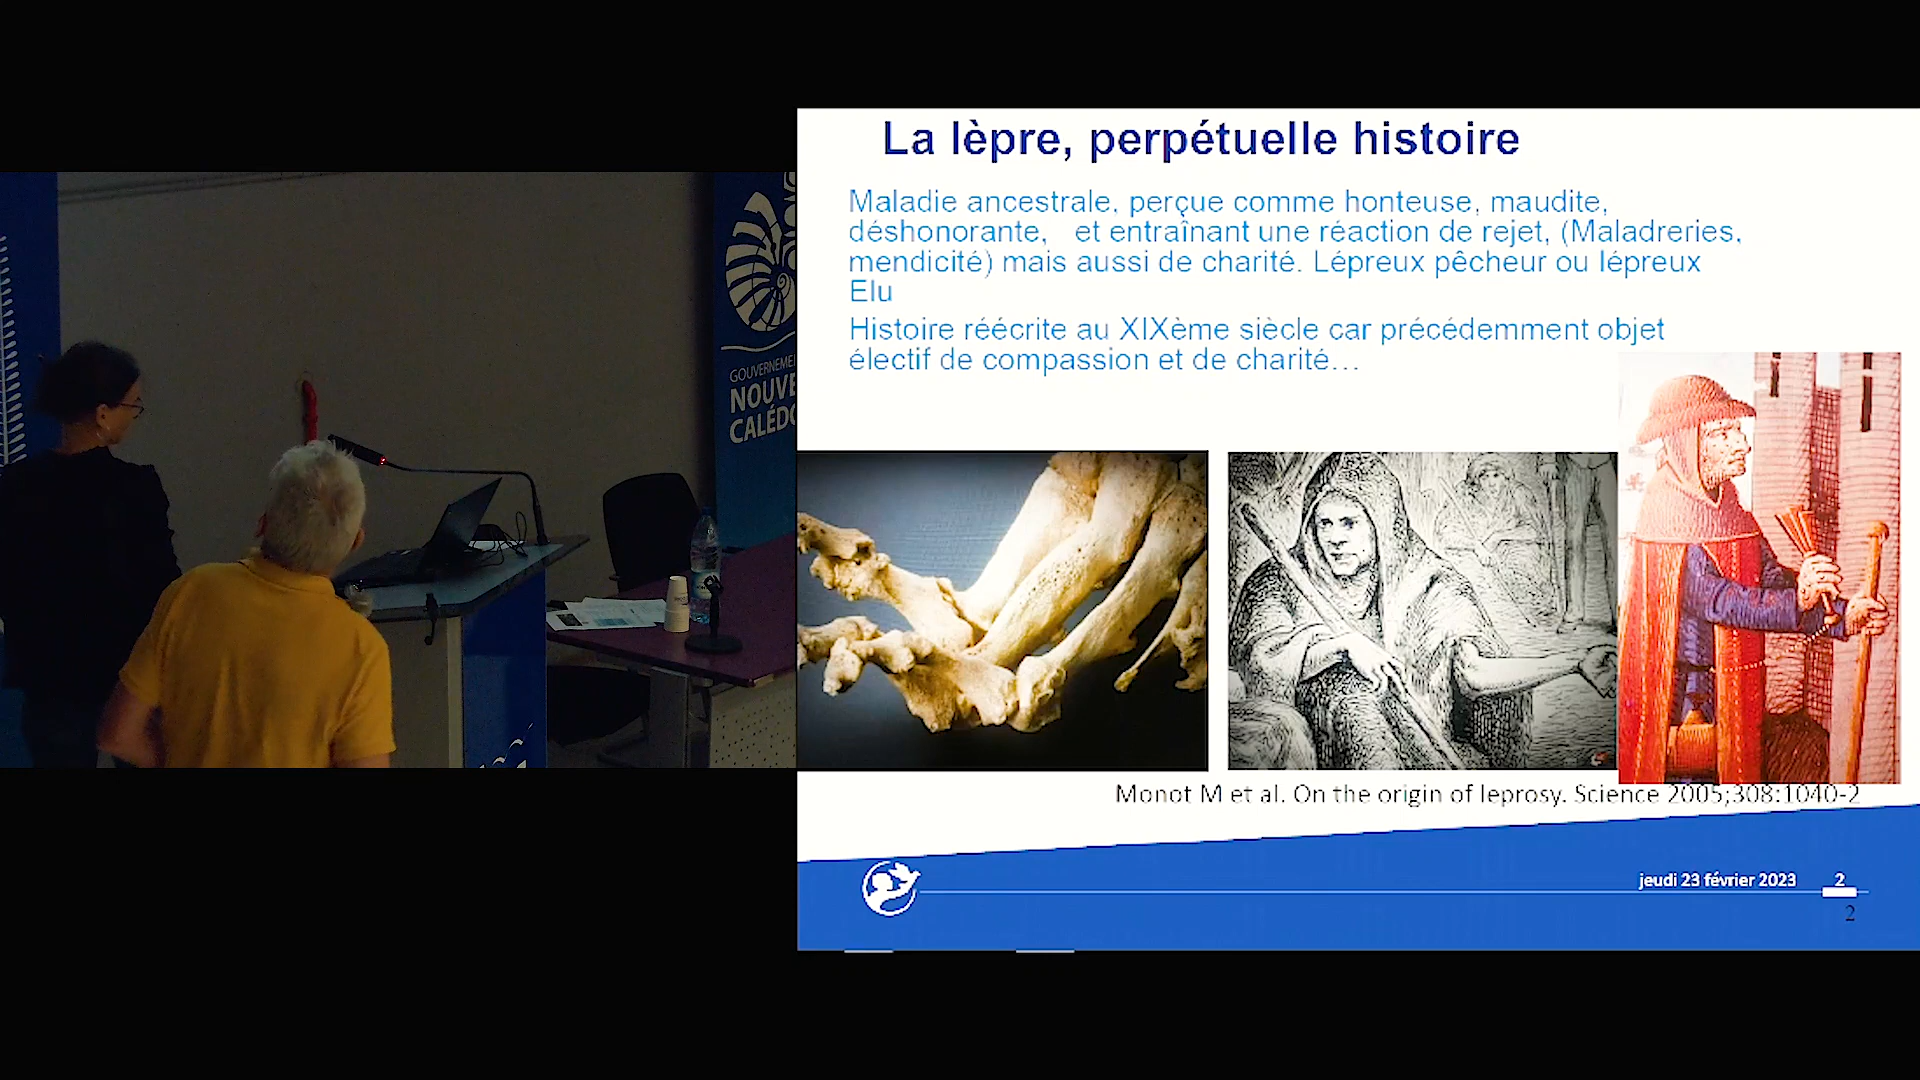 La lèpre, perpétuelle histoire
Maladie ancestrale, perçue comme honteuse, maudite,
déshonorante, et entraînant une réaction de rejet, (Maladreries,
mendicité) mais aussi de charité. Lépreux pêcheur ou lépreux
Elu
Histoire réécrite au XIXème siècle car précédemment objet
électif de compassion et de charité...
Monot M et al. On the origin of leprosy. Science 2005;308:1040-2
jeudi 23 février 2023
2
2
GOUVERNEME
NOUVE
CALÉDO